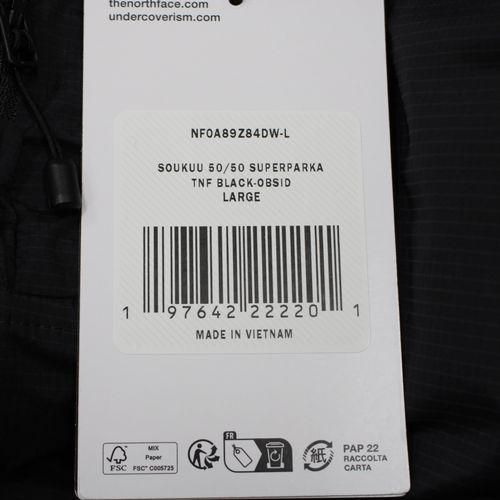 thenorthface.com
undercoverism.com
NF0A89Z84DW-L
SOUKUU 50/50 SUPERPARKA
TNF BLACK-OBSID
LARGE
1 97642 22220 1
MADE IN VIETNAM
FSC
MIX
Paper
FSC® C005725
FR
紙
PAP 22
RACCOLTA
CARTA